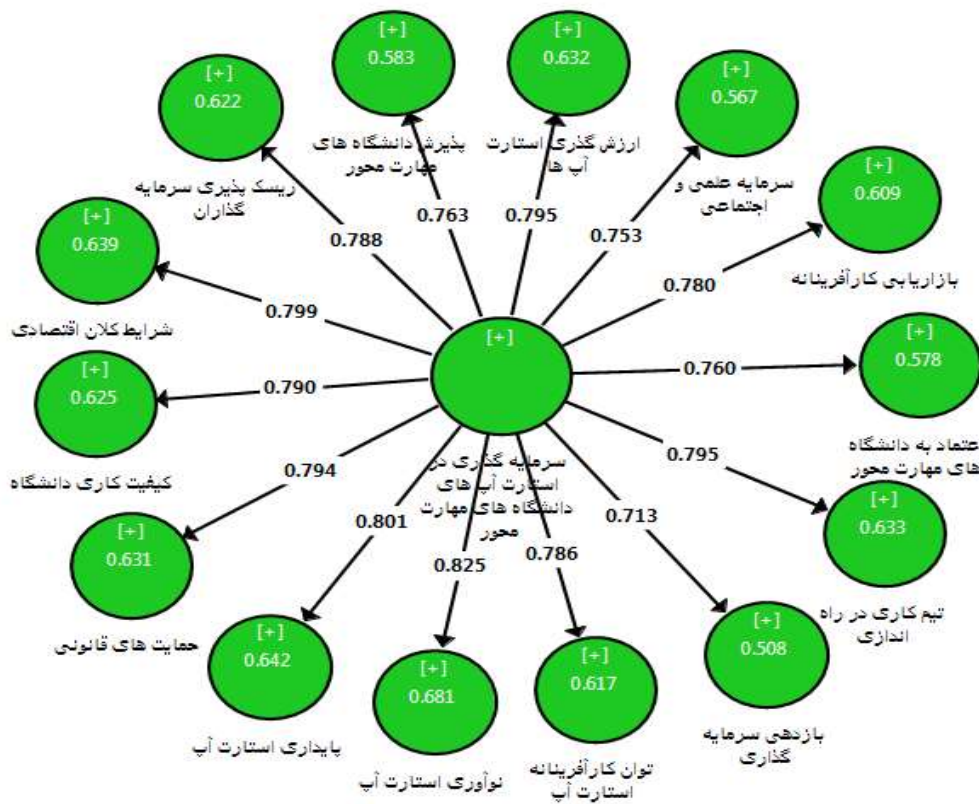 [+]
0.583
[+]
0.632
[+]
0.622
[+]
0.567
پذیرش دانشگاه های
مهارت محور
ارزش گذری استارت
آپ ها
ریسک پذیری سرمایه
گذاران
سرمایه علمی و
اجتماعی
[+]
0.609
[+]
0.639
0.763
0.795
0.788
0.753
بازاریابی کارآفرینانه
0.780
0.799
شرایط کلان اقتصادی
[+]
[+]
0.578
0.760
[+]
0.625
0.790
عتماد به دانشگاه
های مهارت محور
کیفیت کاری دانشگاه
سرمایه گذاری در
استارت آپ های
دانشگاه های مهارت
محور
0.795
0.794
[+]
0.633
0.801
0.713
0.825
0.786
[+]
0.631
تیم کاری در راه
اندازی
حمایت های قانونی
[+]
0.642
[+]
0.508
[+]
0.681
[+]
0.617
بازدهی سرمایه
گذاری
پایداری استارت آپ
نوآوری استارت آپ
توان کارآفرینانه
استارت آپ